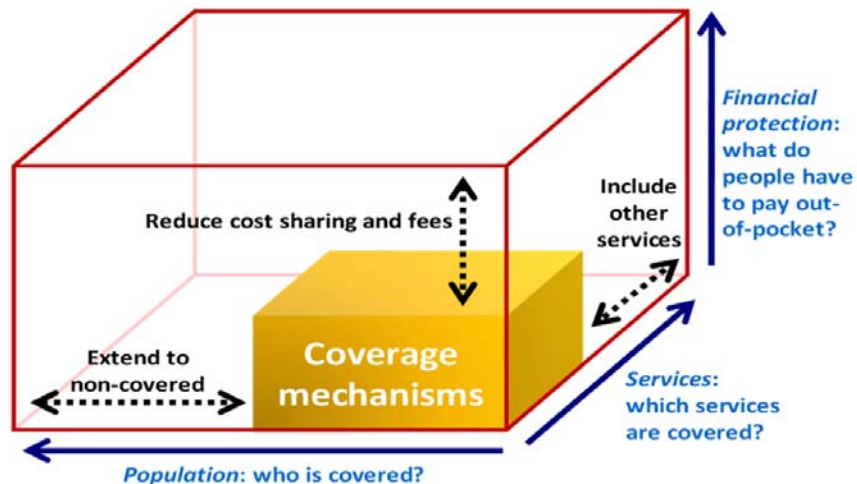 Financial
protection:
what do
people have
to pay out-
of-pocket?
Include
other
services
Reduce cost sharing and fees
Coverage
mechanisms
Extend to
non-covered
Services:
which services
are covered?
Population: who is covered?